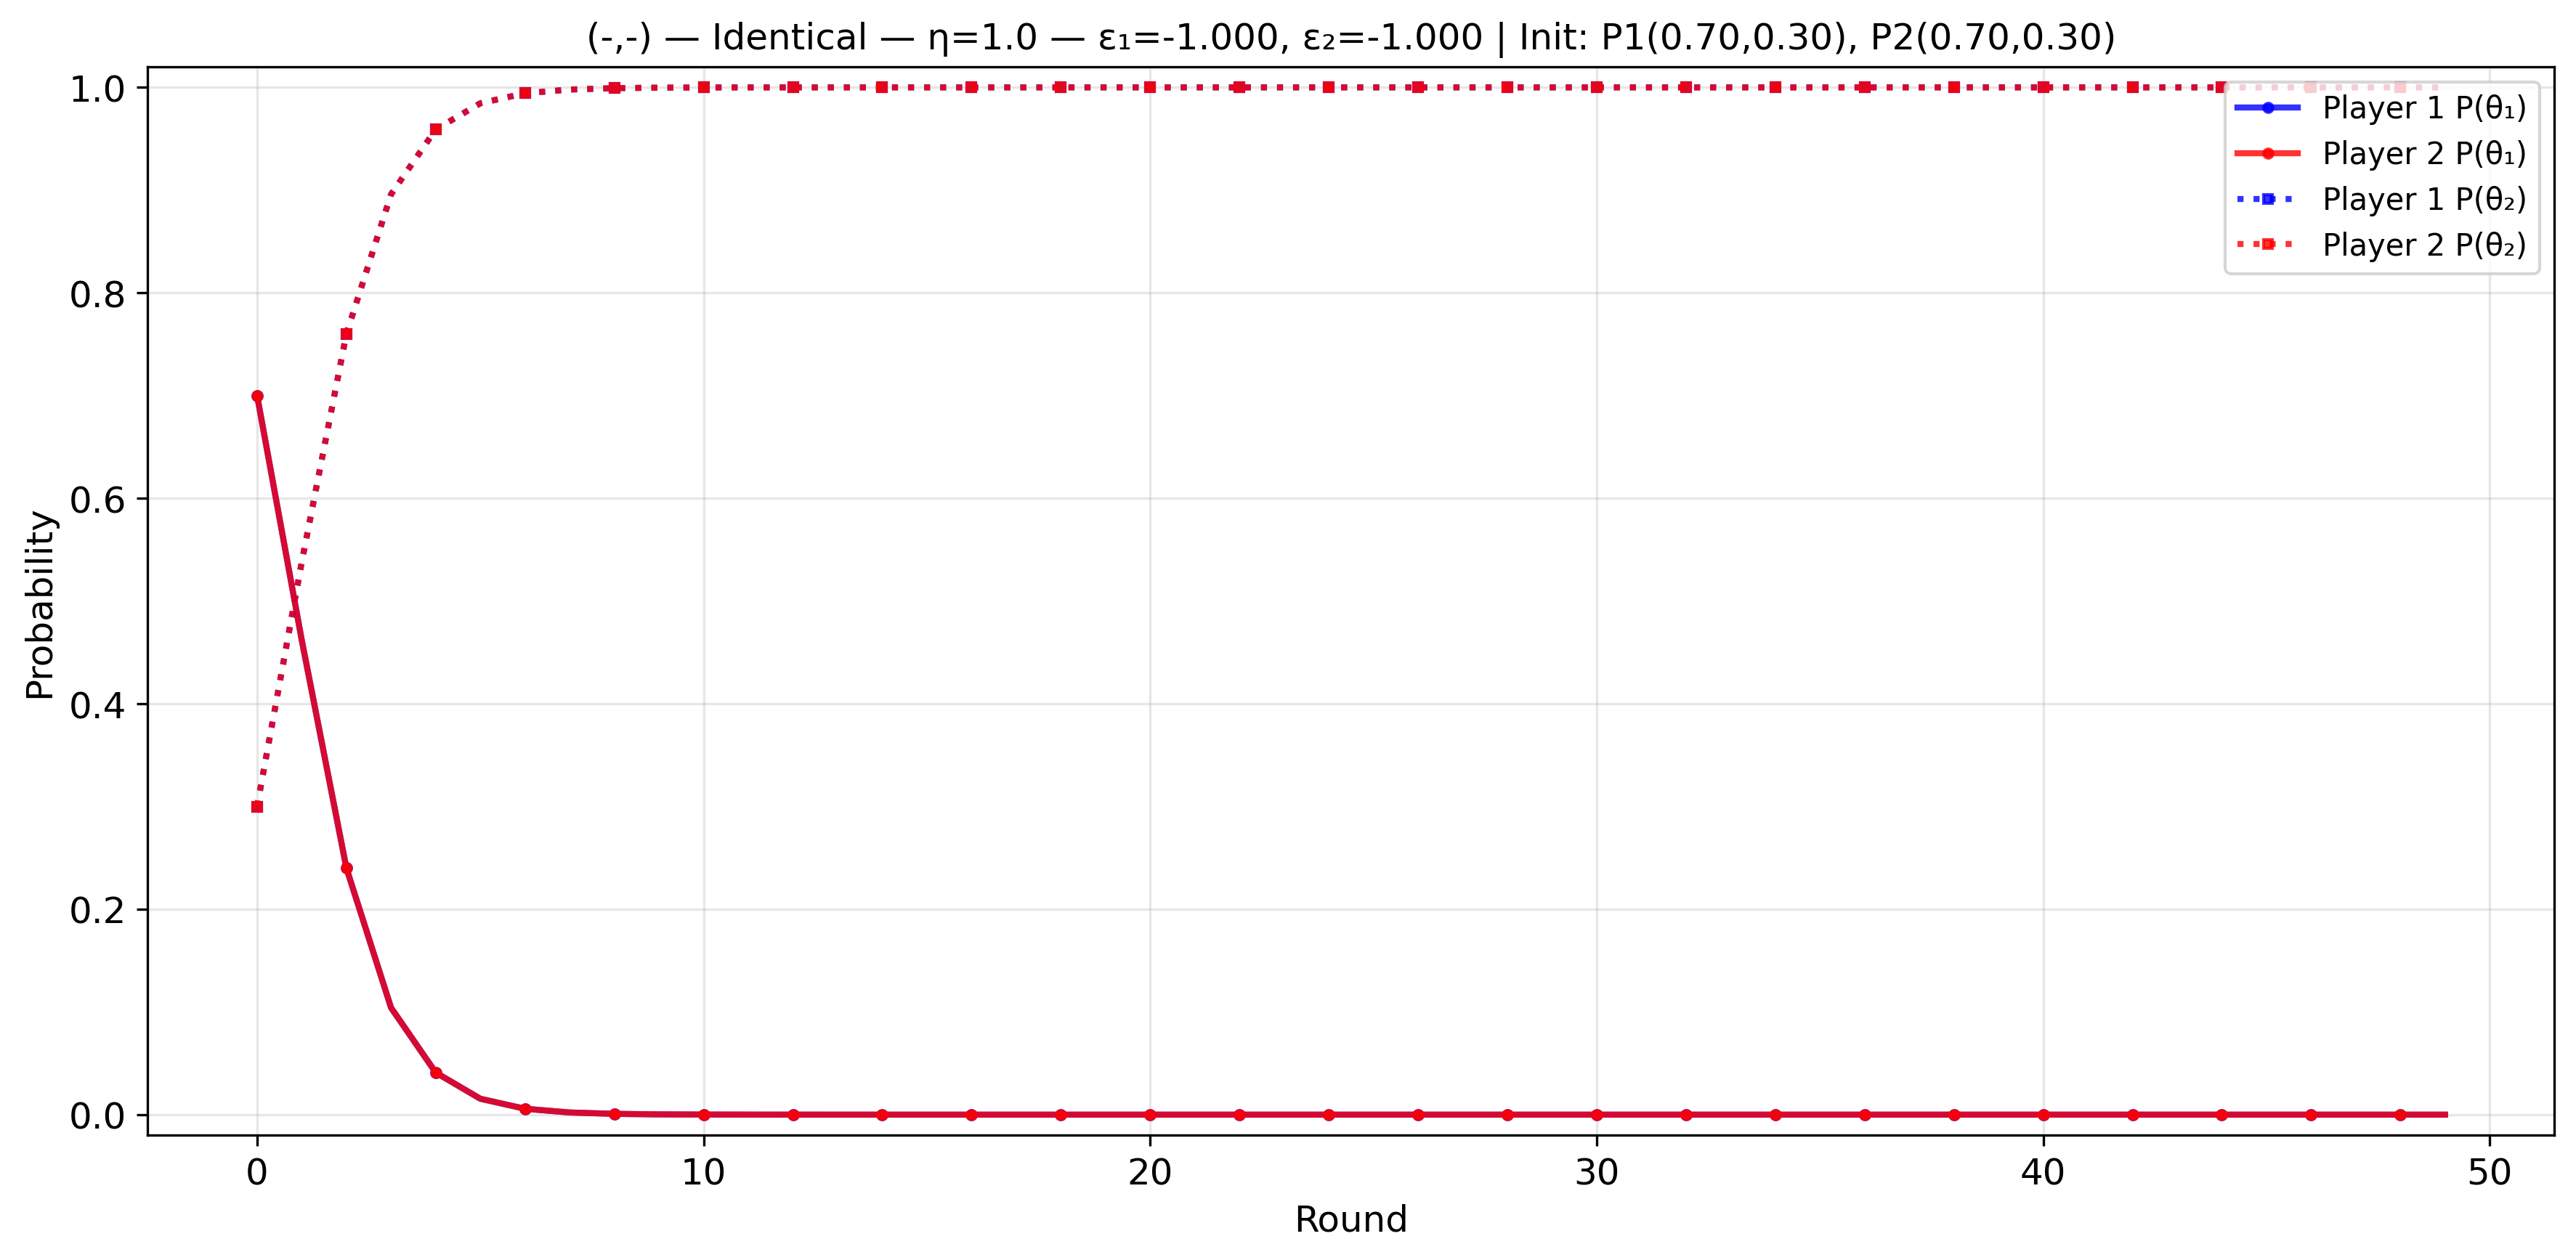 (-,-) — Identical — η=1.0 — ε₁=-1.000, ε₂=-1.000 | Init: P1(0.70,0.30), P2(0.70,0.30)
1.0
0.8
0.6
0.4
0.2
0.0
Probability
Player 1 P(θ₁)
Player 2 P(θ₁)
Player 1 P(θ₂)
Player 2 P(θ₂)
0 10 20 30 40 50
Round